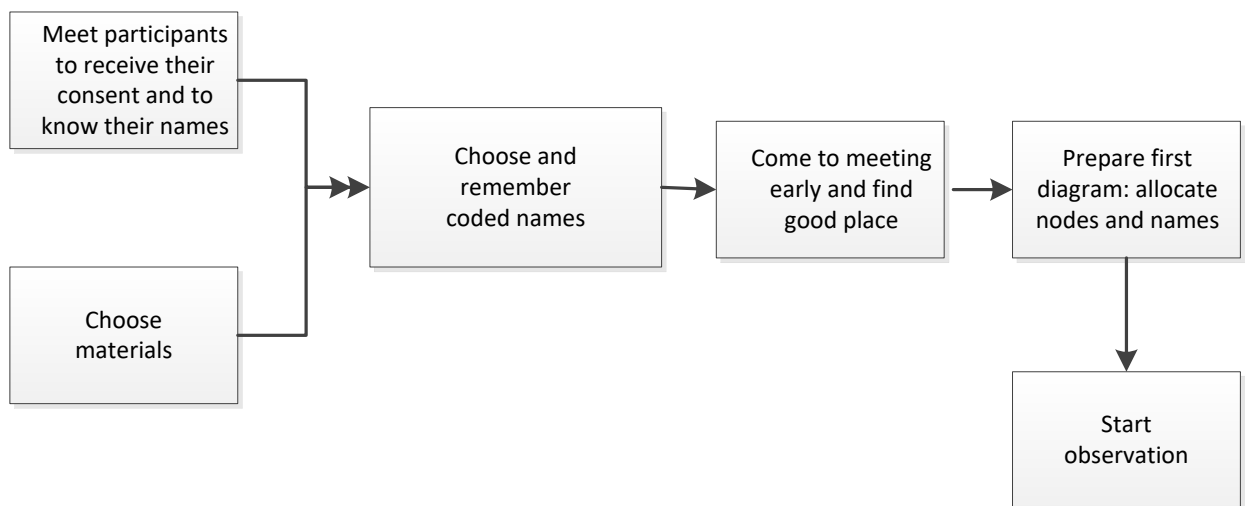 Meet participants
to receive their
consent and to
know their names
Choose
materials
Choose and
remember
coded names
Come to meeting
early and find
good place
Prepare first
diagram: allocate
nodes and names
Start
observation